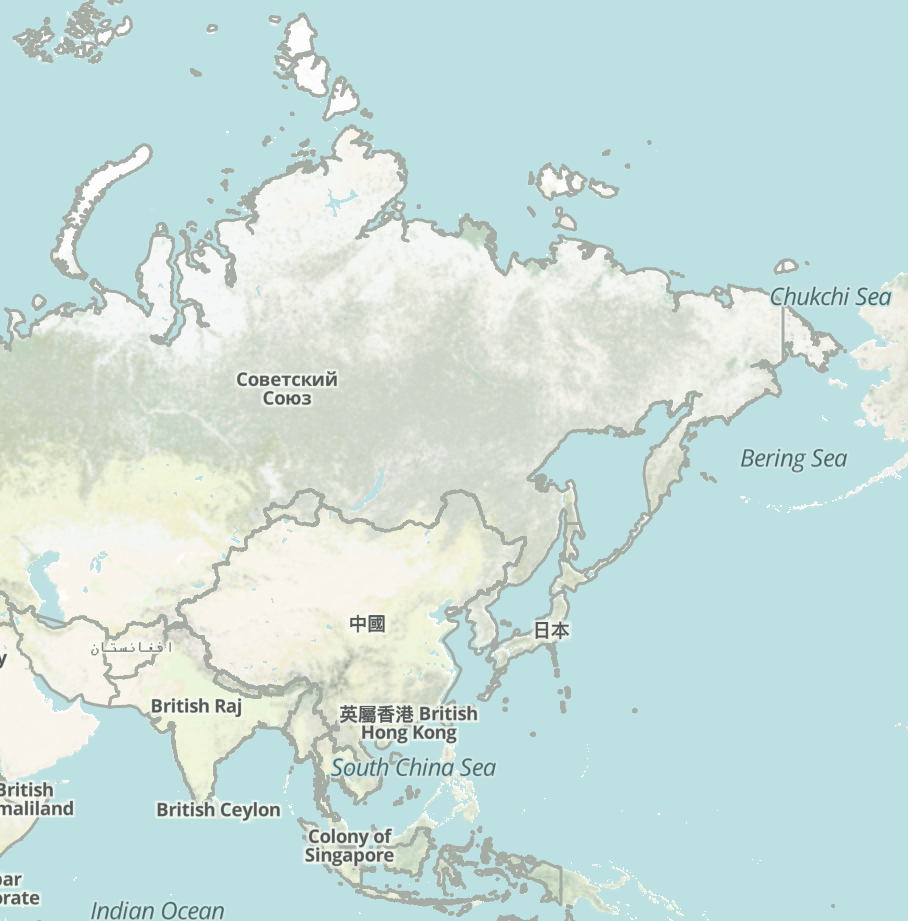 Chukchi Sea
Советский
Союз
Bering Sea
中國
日本
افغانستان
y
British Raj
英屬香港 British
Hong Kong
South China Sea
British
maliland
British Ceylon
Colony of
Singapore
bar
orate
Indian Ocean